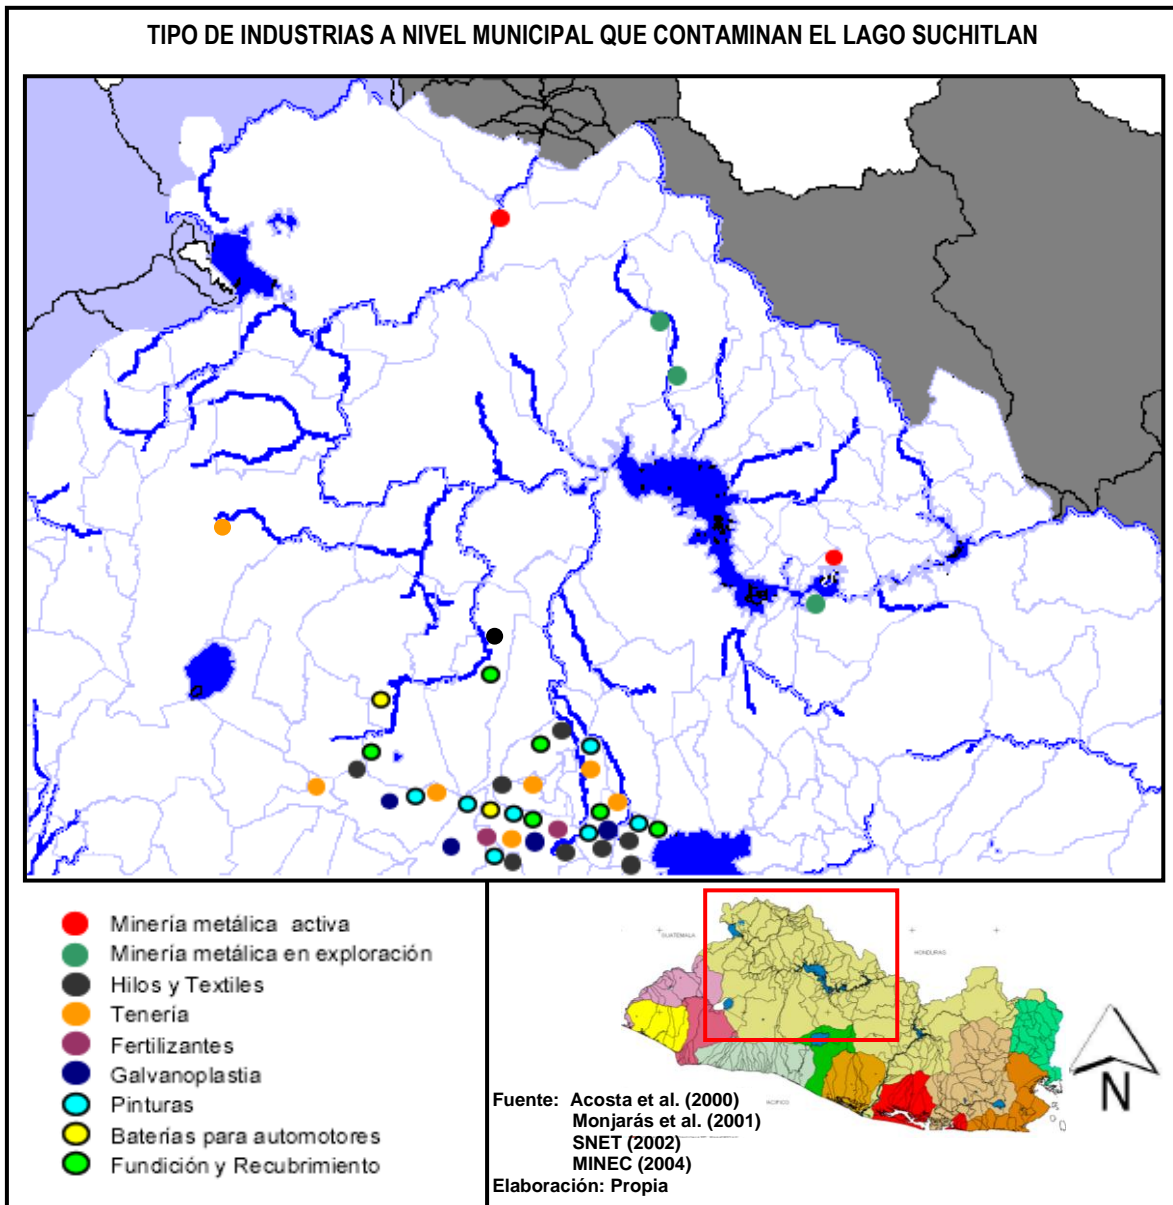 TIPO DE INDUSTRIAS A NIVEL MUNICIPAL QUE CONTAMINAN EL LAGO SUCHITLAN
Minería metálica activa
Minería metálica en exploración
Hilos y Textiles
Tenería
Fertilizantes
Galvanoplastia
Pinturas
Baterías para automotores
Fundición y Recubrimiento
GUATEMALA
HONDURAS
N
Fuente: Acosta et al. (2000)
Monjarás et al. (2001)
SNET (2002)
MINEC (2004)
Elaboración: Propia